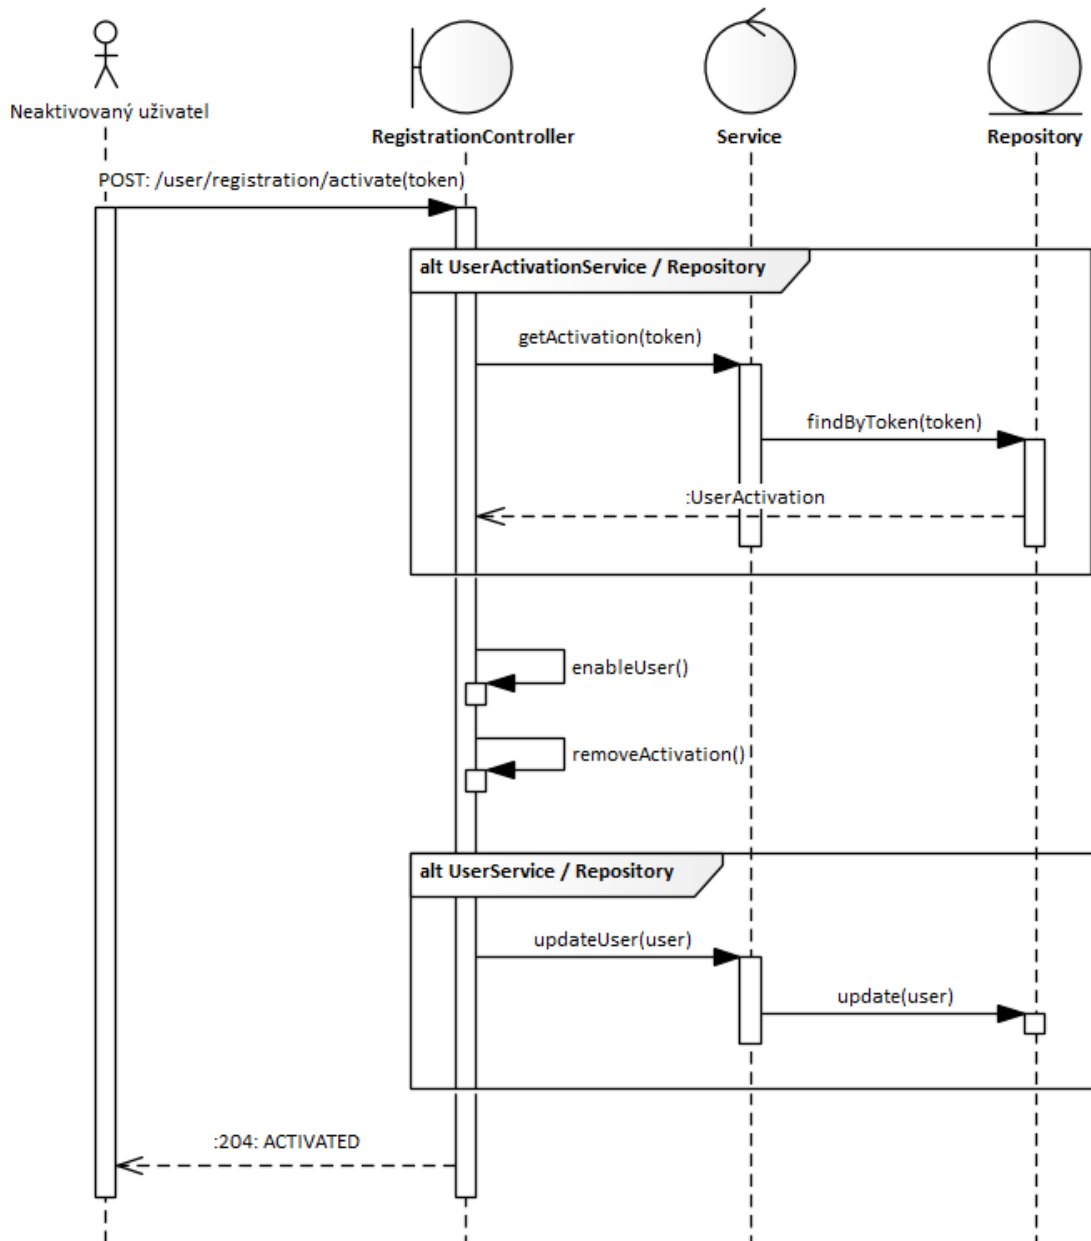 Neaktivovaný uživatel
RegistrationController
Service
Repository
POST: /user/registration/activate(token)
alt UserActivationService / Repository
getActivation(token)
findByToken(token)
:UserActivation
enableUser()
removeActivation()
alt UserService / Repository
updateUser(user)
update(user)
:204: ACTIVATED